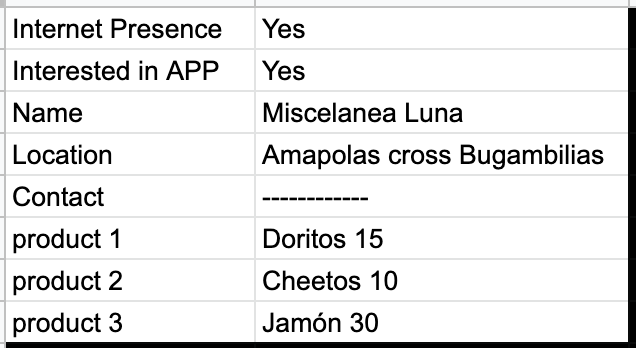 Internet Presence Yes
Interested in APP Yes
Name Miscelanea Luna
Location Amapolas cross Bugambilias
Contact ------------
product 1 Doritos 15
product 2 Cheetos 10
product 3 Jamón 30